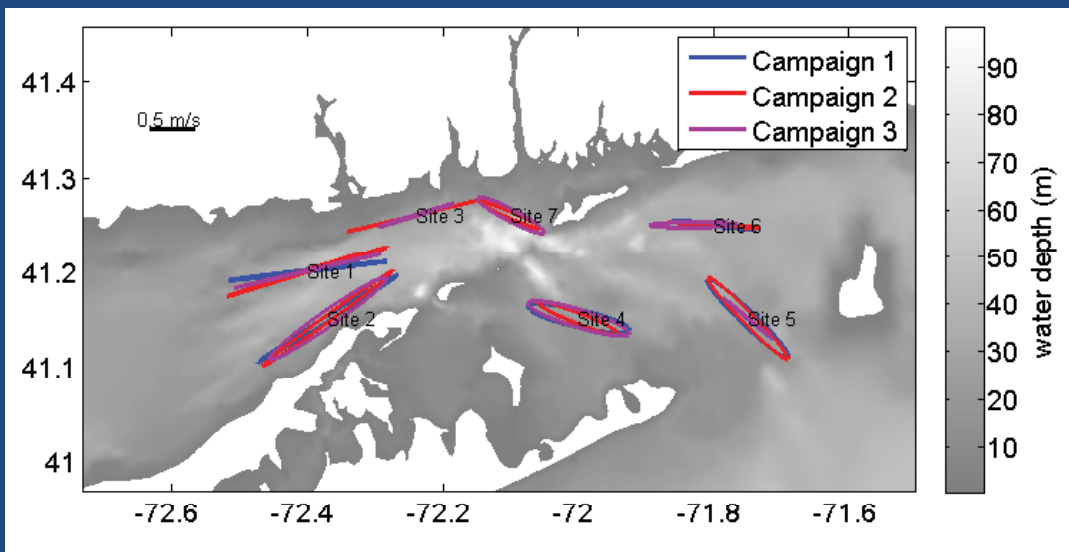 Campaign 1
Campaign 2
Campaign 3
0.5 m/s
Site 3
Site 7
Site 6
Site 1
Site 2
Site 4
Site 5
41.4
41.3
41.2
41.1
41
-72.6
-72.4
-72.2
-72
-71.8
-71.6
90
80
70
60
50
40
30
20
10
water depth (m)